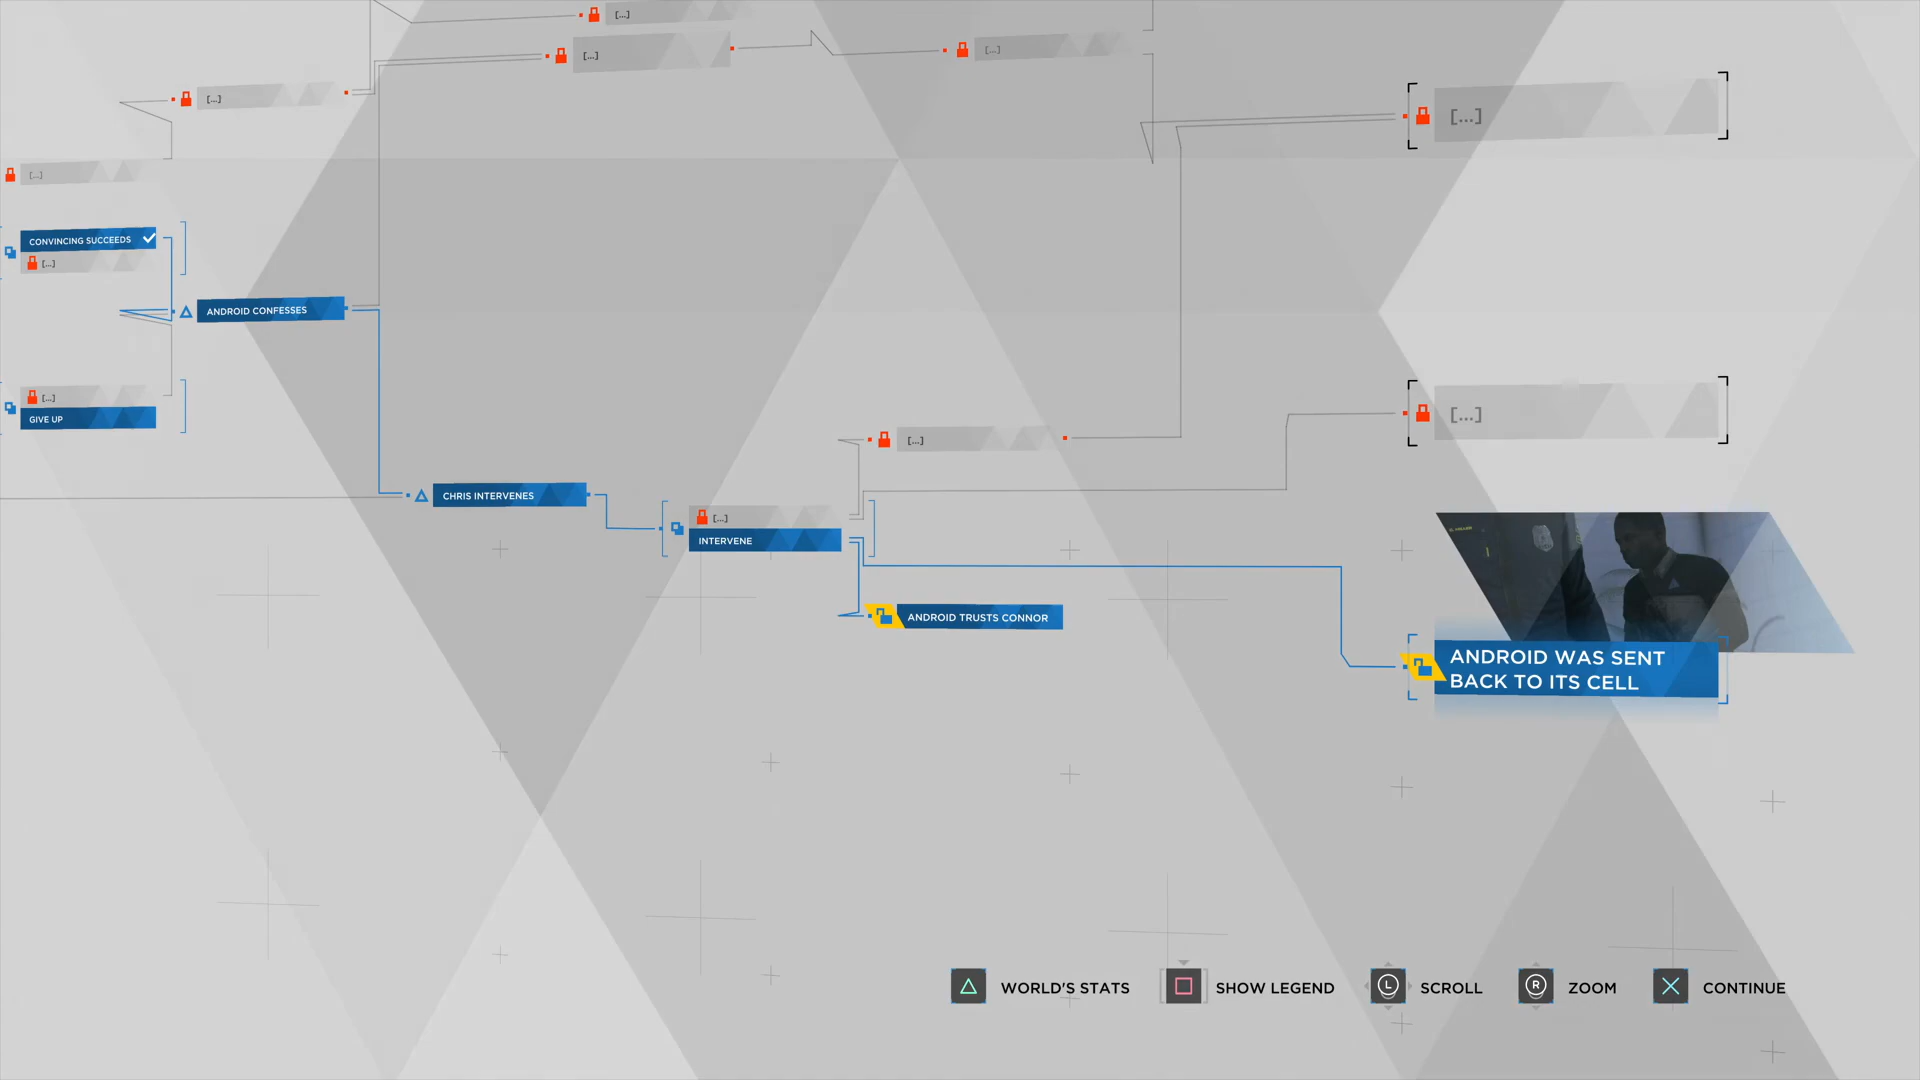 [...]
[...]
[...]
[...]
[...]
[...]
CONVINCING SUCCEEDS
[...]
ANDROID CONFESSES
[...]
GIVE UP
[...]
[...]
CHRIS INTERVENES
[...]
INTERVENE
ANDROID TRUSTS CONNOR
ANDROID WAS SENT
BACK TO ITS CELL
WORLD'S STATS
SHOW LEGEND
L
SCROLL
R
ZOOM
CONTINUE